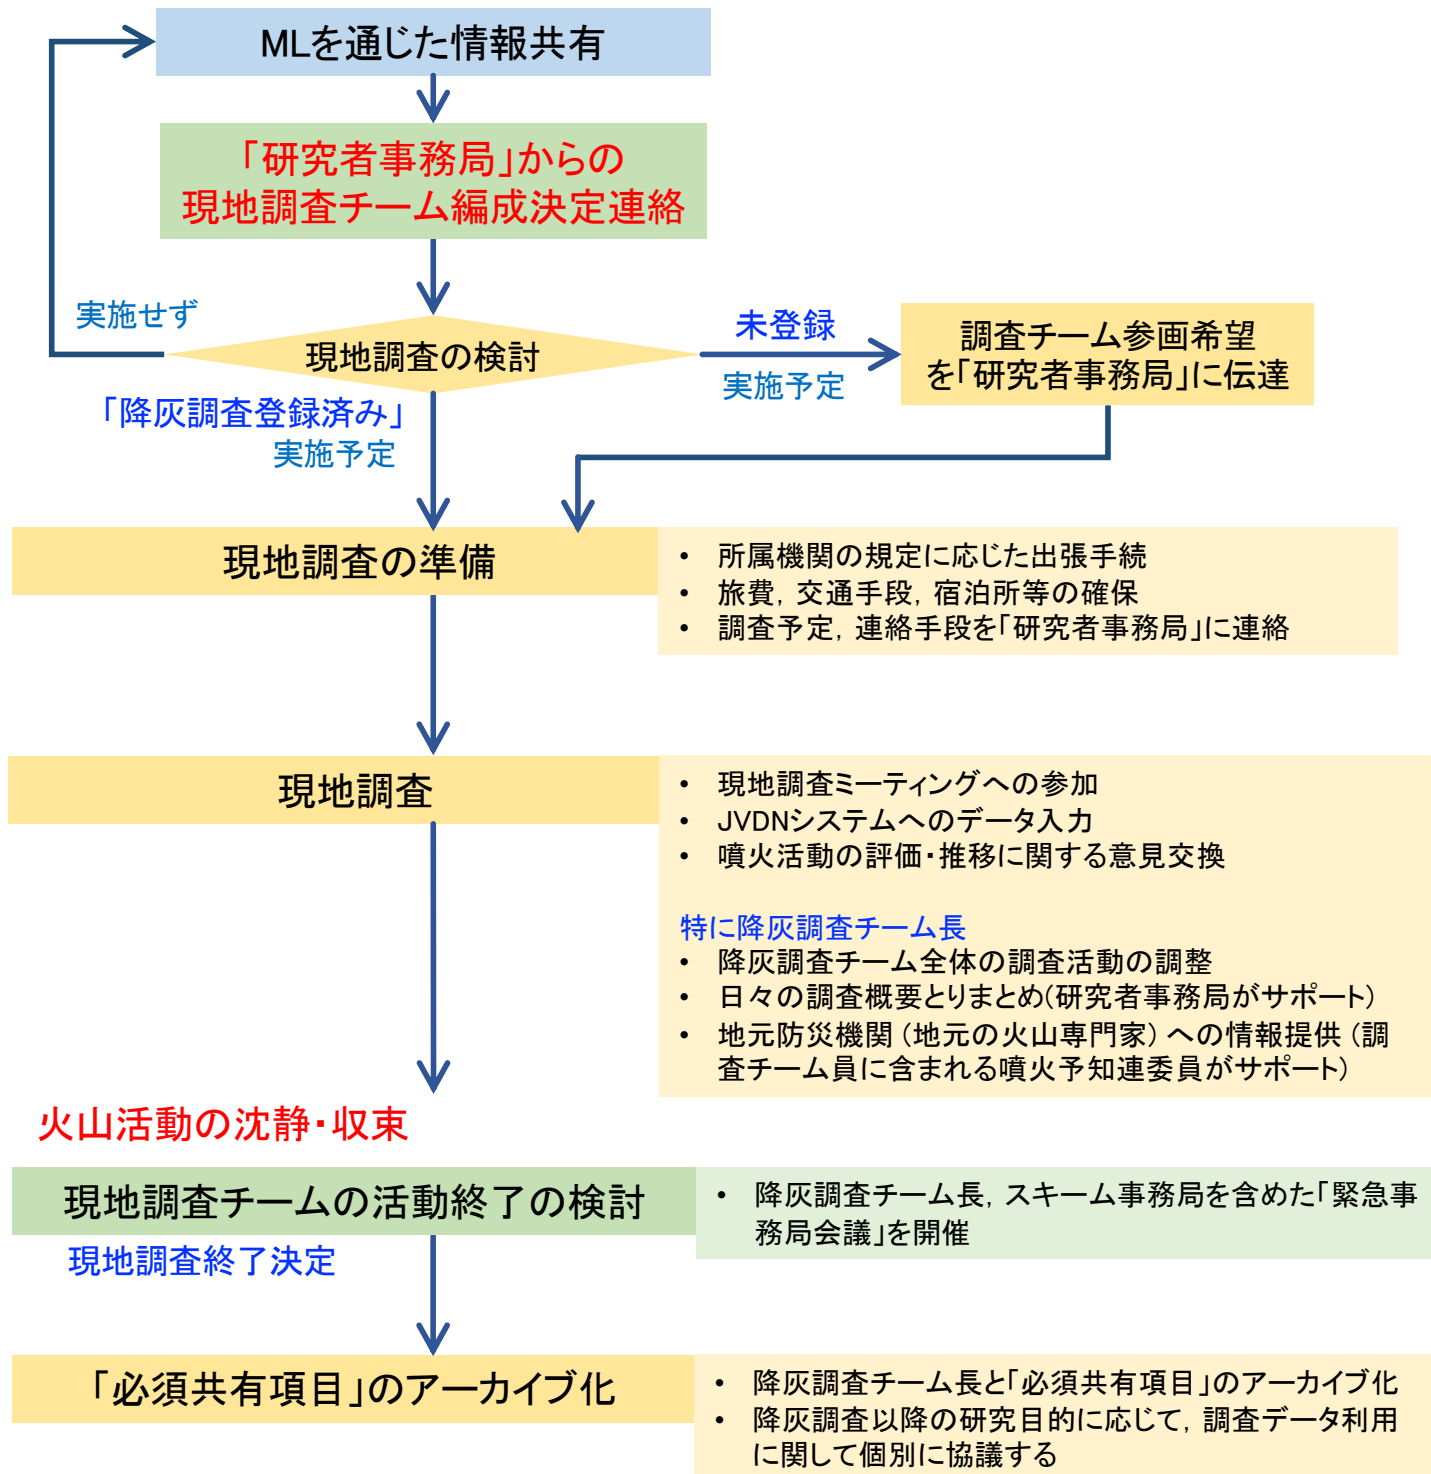 MLを通じた情報共有
「研究者事務局」からの
現地調査チーム編成決定連絡
実施せず
現地調査の検討
未登録
実施予定
調査チーム参画希望
を「研究者事務局」に伝達
「降灰調査登録済み」
実施予定
現地調査の準備
• 所属機関の規定に応じた出張手続
• 旅費，交通手段，宿泊所等の確保
• 調査予定，連絡手段を「研究者事務局」に連絡
現地調査
• 現地調査ミーティングへの参加
• JVDNシステムへのデータ入力
• 噴火活動の評価・推移に関する意見交換
特に降灰調査チーム長
• 降灰調査チーム全体の調査活動の調整
• 日々の調査概要とりまとめ(研究者事務局がサポート)
• 地元防災機関 (地元の火山専門家) への情報提供 (調
査チーム員に含まれる噴火予知連委員がサポート)
火山活動の沈静・収束
現地調査チームの活動終了の検討
• 降灰調査チーム長，スキーム事務局を含めた「緊急事
務局会議」を開催
現地調査終了決定
「必須共有項目」のアーカイブ化
• 降灰調査チーム長と「必須共有項目」のアーカイブ化
• 降灰調査以降の研究目的に応じて，調査データ利用
に関して個別に協議する